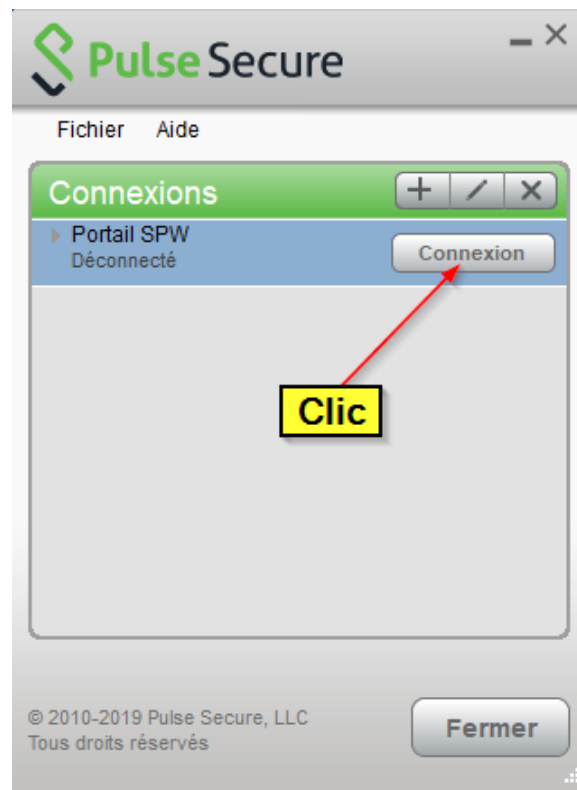 Pulse Secure
Fichier Aide
Connexions
Portail SPW
Déconnecté
Connexion
Clic
© 2010-2019 Pulse Secure, LLC
Tous droits réservés
Fermer